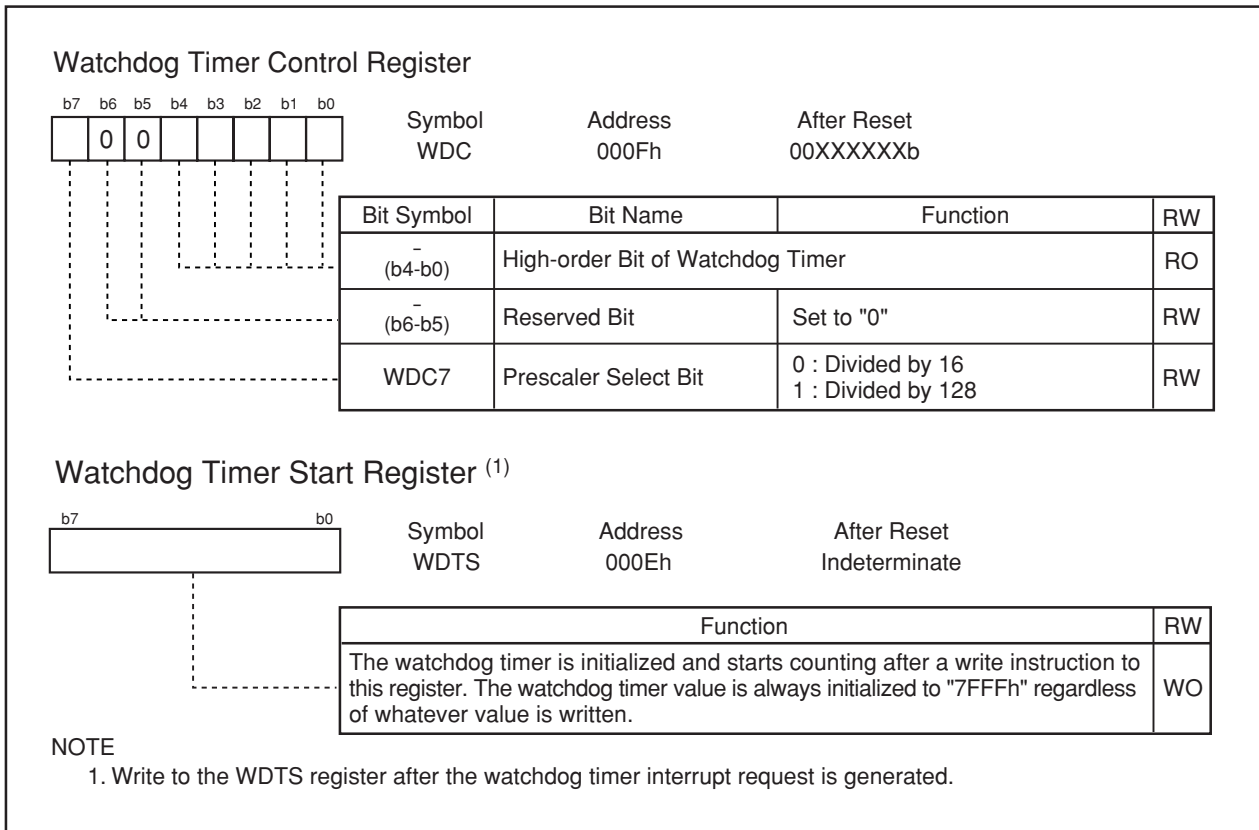 Watchdog Timer Control Register
b7 b6 b5 b4 b3 b2 b1 b0
0 0
Symbol Address After Reset
WDC 000Fh 00XXXXXXb
Bit Symbol Bit Name Function RW
– (b4-b0) High-order Bit of Watchdog Timer RO
– (b6-b5) Reserved Bit Set to "0" RW
WDC7 Prescaler Select Bit 0 : Divided by 16
1 : Divided by 128 RW
Watchdog Timer Start Register (1)
b7 b0
Symbol Address After Reset
WDTS 000Eh Indeterminate
Function RW
The watchdog timer is initialized and starts counting after a write instruction to
this register. The watchdog timer value is always initialized to "7FFFh" regardless
of whatever value is written. WO
NOTE
1. Write to the WDTS register after the watchdog timer interrupt request is generated.